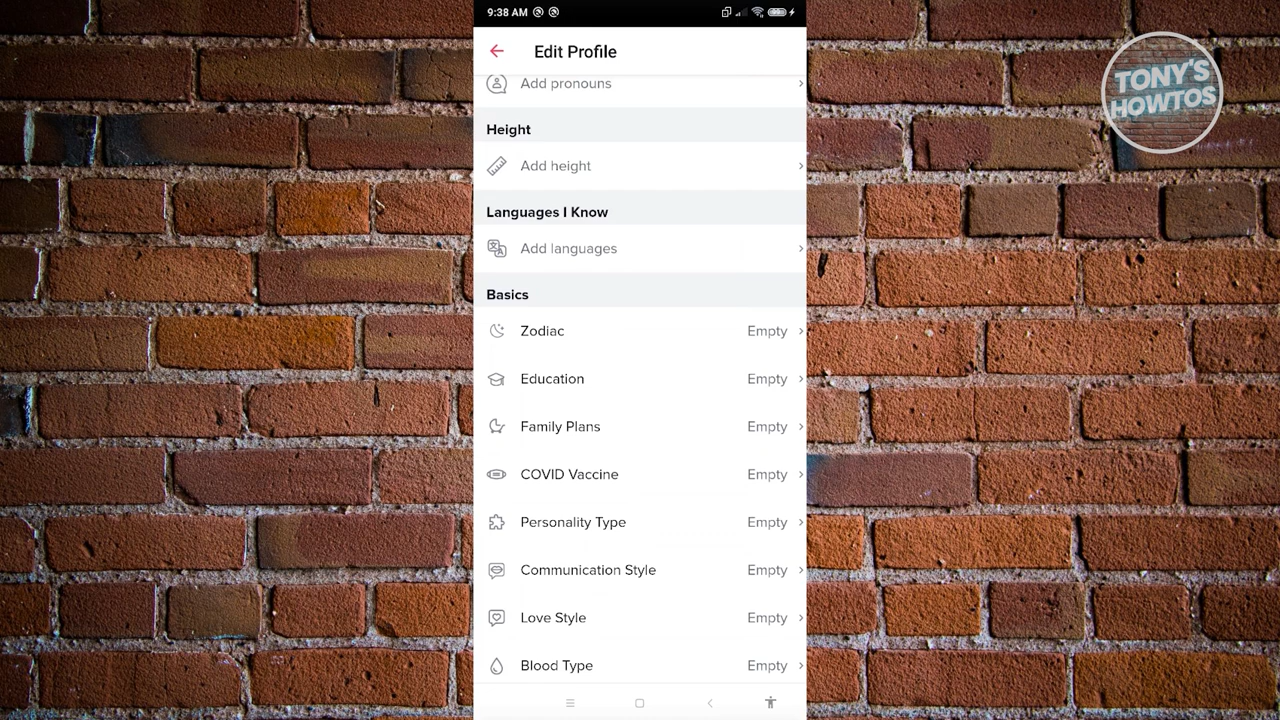 9:38 AM
Edit Profile
TONY'S
HOWTOS
Add pronouns
Height
Add height
Languages I Know
Add languages
Basics
Zodiac Empty
Education Empty
Family Plans Empty
COVID Vaccine Empty
Personality Type Empty
Communication Style Empty
Love Style Empty
Blood Type Empty